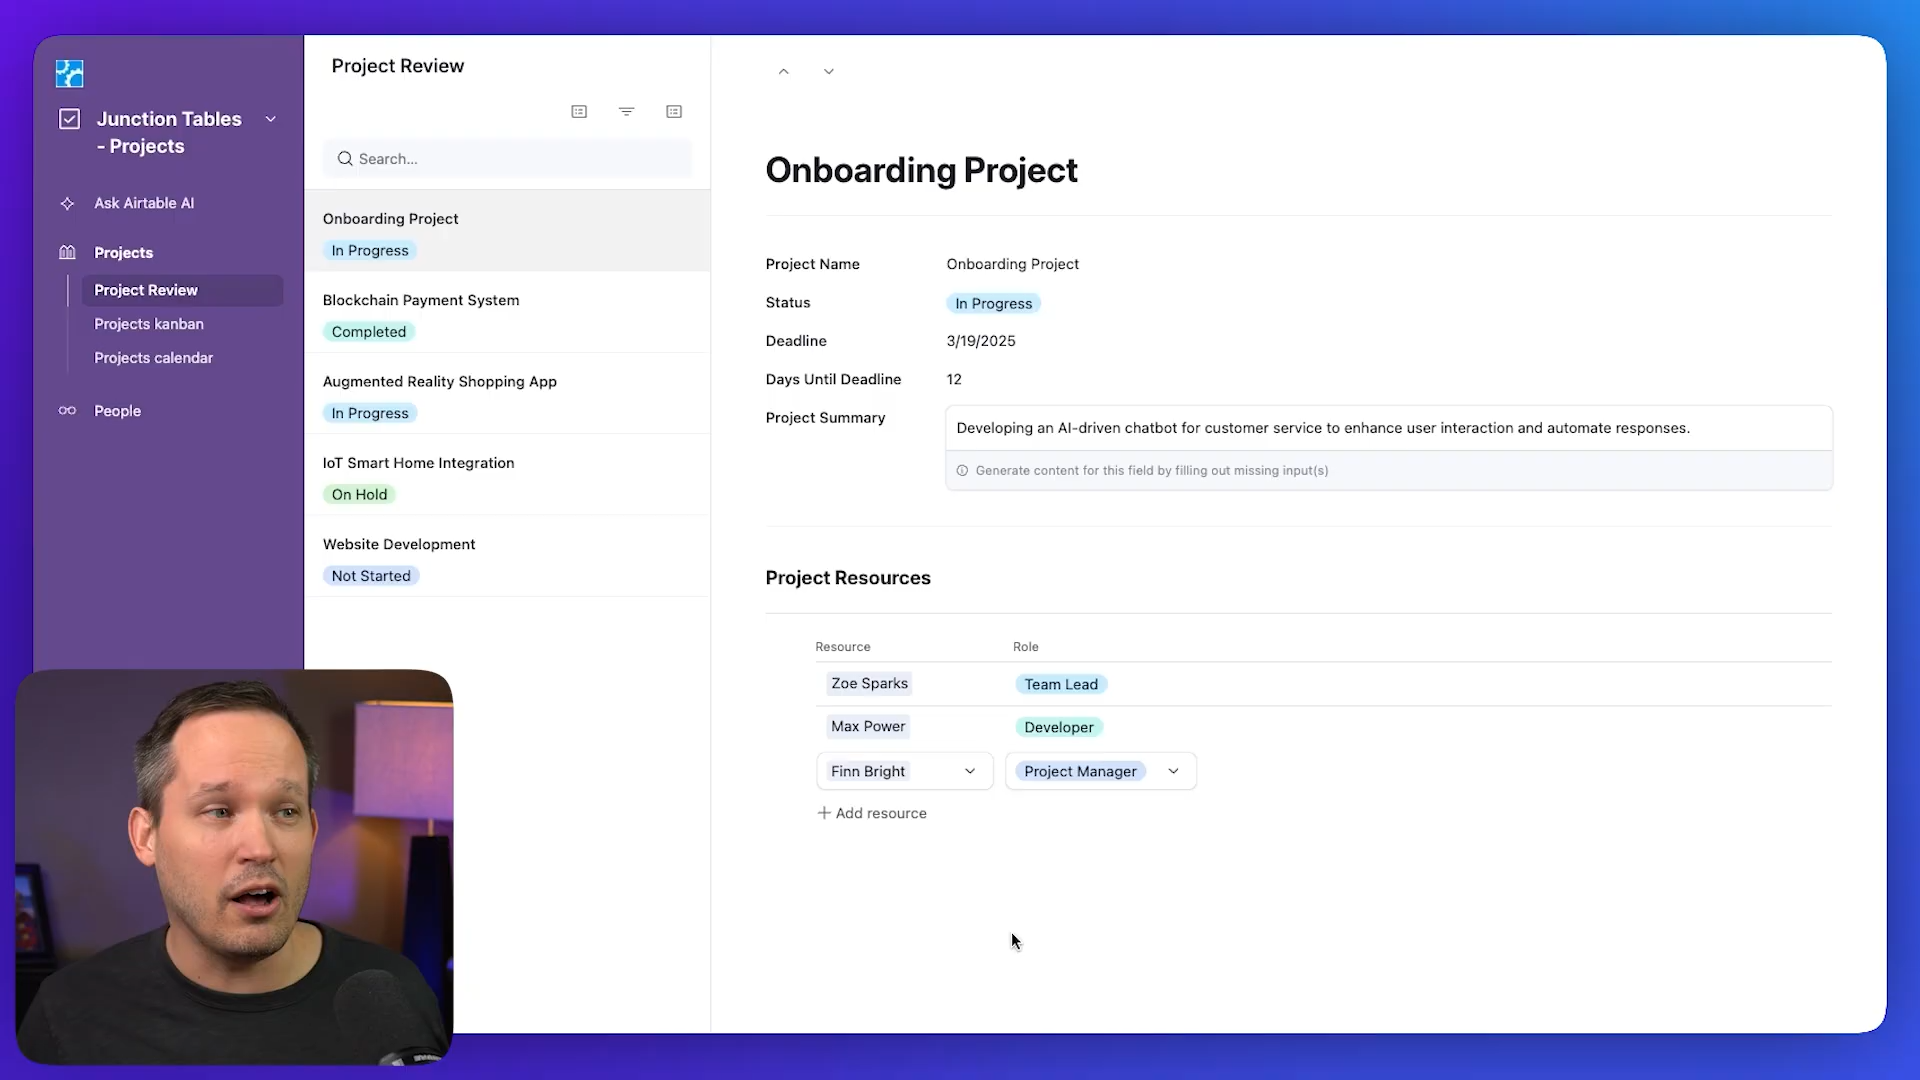 Junction Tables
- Projects
Ask Airtable AI
Projects
Project Review
Projects kanban
Projects calendar
People
Project Review
Search...
Onboarding Project
In Progress
Blockchain Payment System
Completed
Augmented Reality Shopping App
In Progress
IoT Smart Home Integration
On Hold
Website Development
Not Started
Onboarding Project
Project Name Onboarding Project
Status In Progress
Deadline 3/19/2025
Days Until Deadline 12
Project Summary Developing an AI-driven chatbot for customer service to enhance user interaction and automate responses.
Generate content for this field by filling out missing input(s)
Project Resources
Resource Role
Zoe Sparks Team Lead
Max Power Developer
Finn Bright Project Manager
+ Add resource